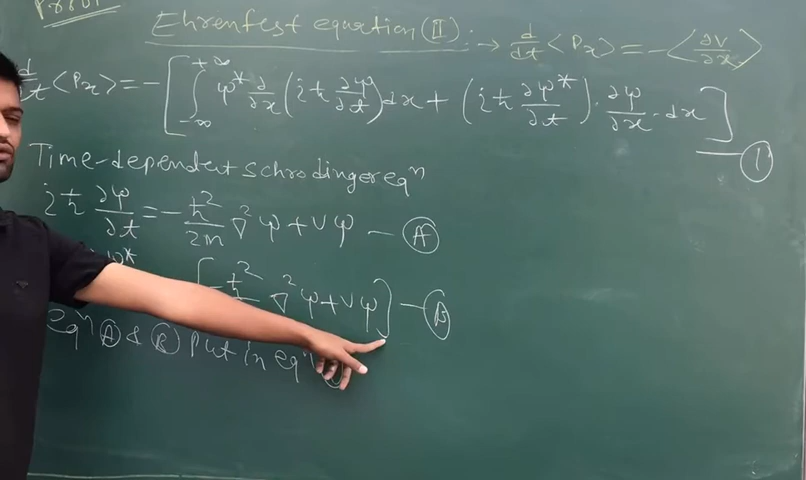 Proof
Ehrenfest equation (II) :→ d/dt <Px> = -<∂V/∂x>
d/dt <Px> = -[ ∫_{-∞}^{+∞} ψ* ∂/∂x (iħ ∂ψ/∂t) dx + (iħ ∂ψ*/∂t) . ∂ψ/∂x . dx ] — (1)
Time-dependent schrodinger eqⁿ
iħ ∂ψ/∂t = -ħ²/2m ∇²ψ + Vψ — (A)
ψ* [-ħ² ∇²ψ + Vψ] — (B)
eqⁿ (A) & (B) Put in eqⁿ